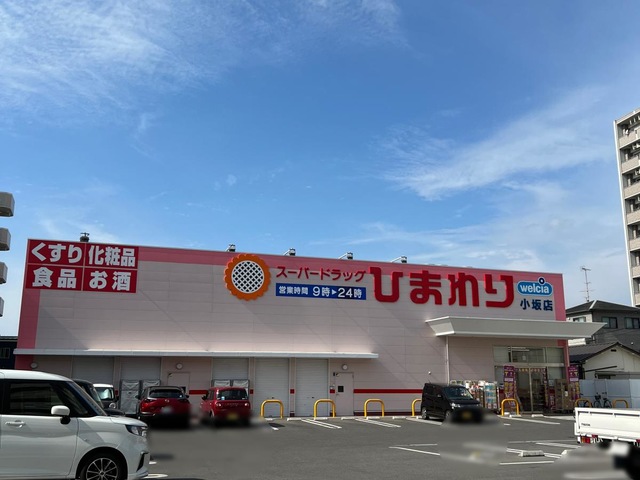 くすり 化粧品
食品 お酒
スーパードラッグ
営業時間 9時▶24時
ひまわり
welcia
小坂店